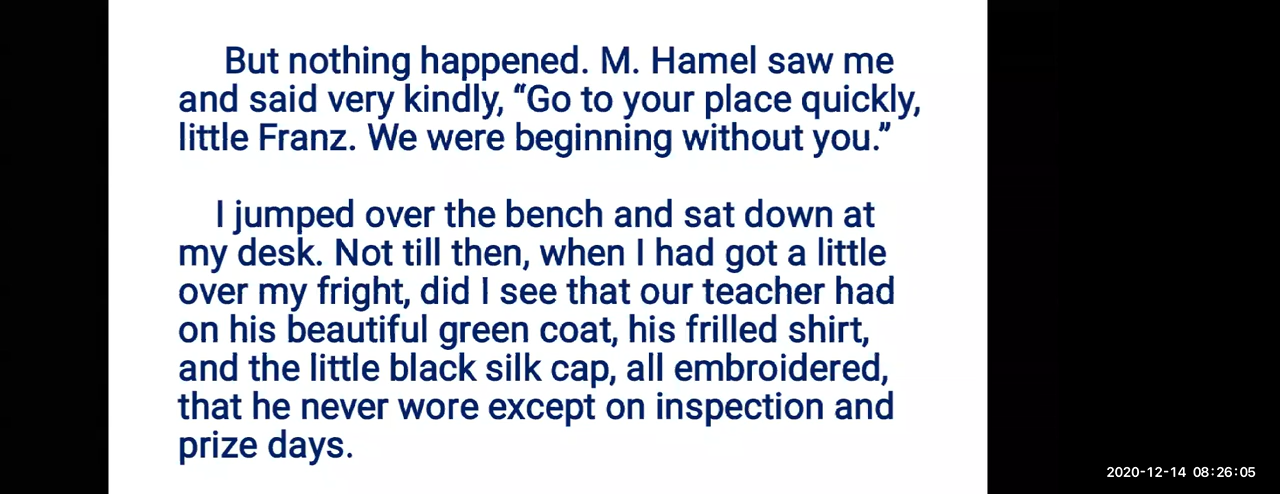 But nothing happened. M. Hamel saw me
and said very kindly, “Go to your place quickly,
little Franz. We were beginning without you.”
I jumped over the bench and sat down at
my desk. Not till then, when I had got a little
over my fright, did I see that our teacher had
on his beautiful green coat, his frilled shirt,
and the little black silk cap, all embroidered,
that he never wore except on inspection and
prize days.
2020-12-14 08:26:05